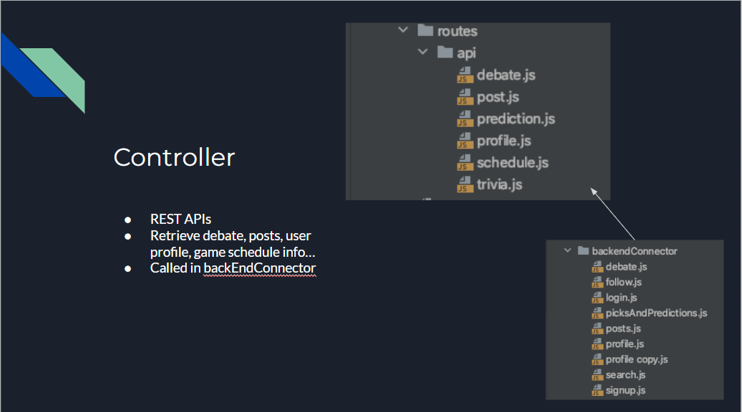 routes
api
debate.js
post.js
prediction.js
profile.js
schedule.js
trivia.js
Controller
● REST APIs
● Retrieve debate, posts, user
profile, game schedule info...
● Called in backEndConnector
backendConnector
debate.js
follow.js
login.js
picksAndPredictions.js
posts.js
profile.js
profile copy.js
search.js
signup.js